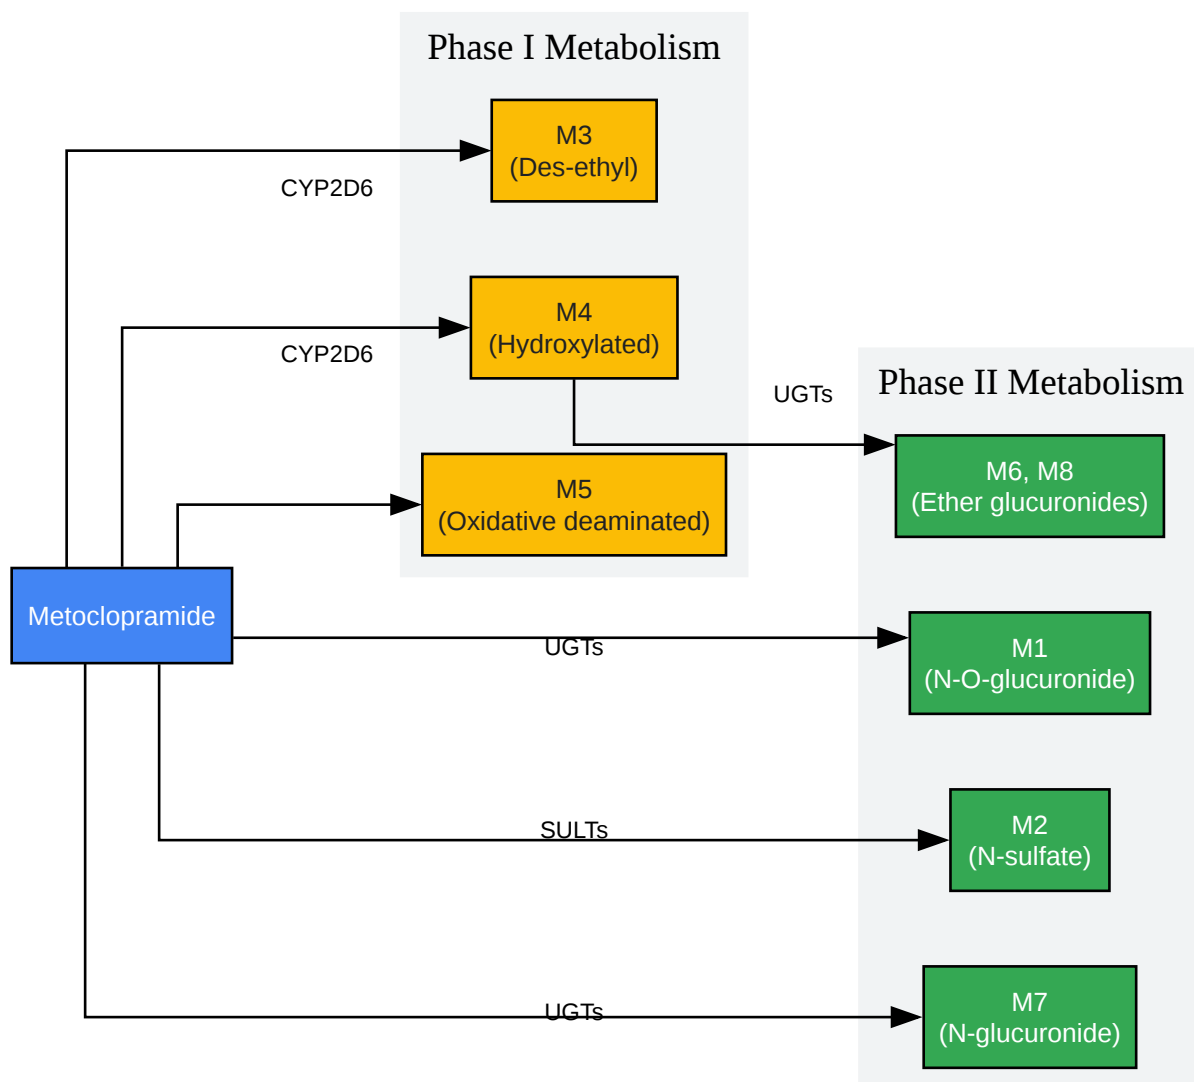 Phase I Metabolism
M3
(Des-ethyl)
CYP2D6
M4
(Hydroxylated)
CYP2D6
UGTs
Phase II Metabolism
M6, M8
(Ether glucuronides)
M5
(Oxidative deaminated)
Metoclopramide
UGTs
M1
(N-O-glucuronide)
SULTs
M2
(N-sulfate)
UGTs
M7
(N-glucuronide)